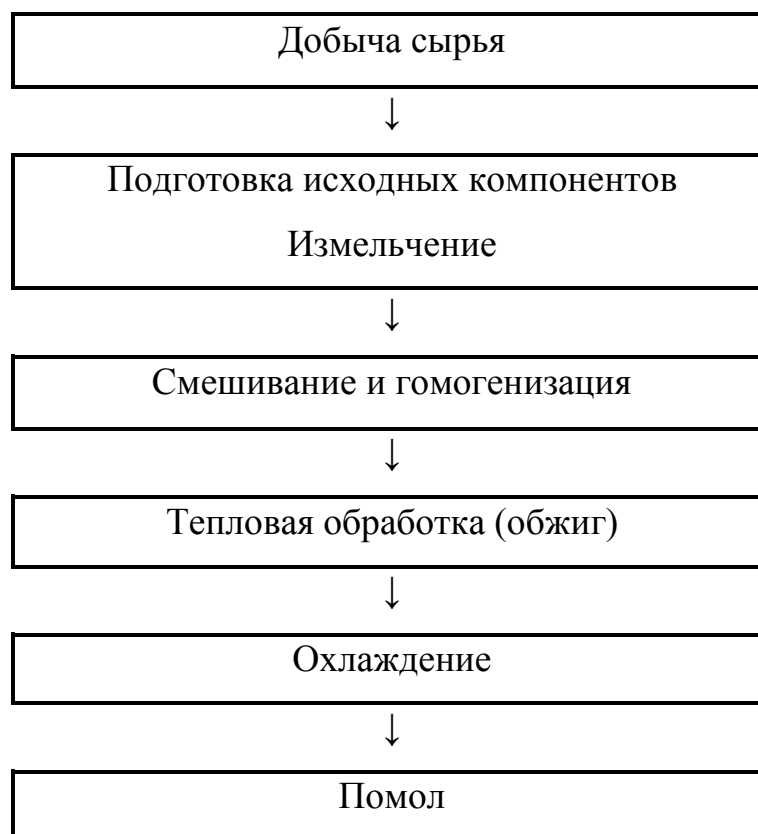 Добыча сырья
↓
Подготовка исходных компонентов
Измельчение
↓
Смешивание и гомогенизация
↓
Тепловая обработка (обжиг)
↓
Охлаждение
↓
Помол